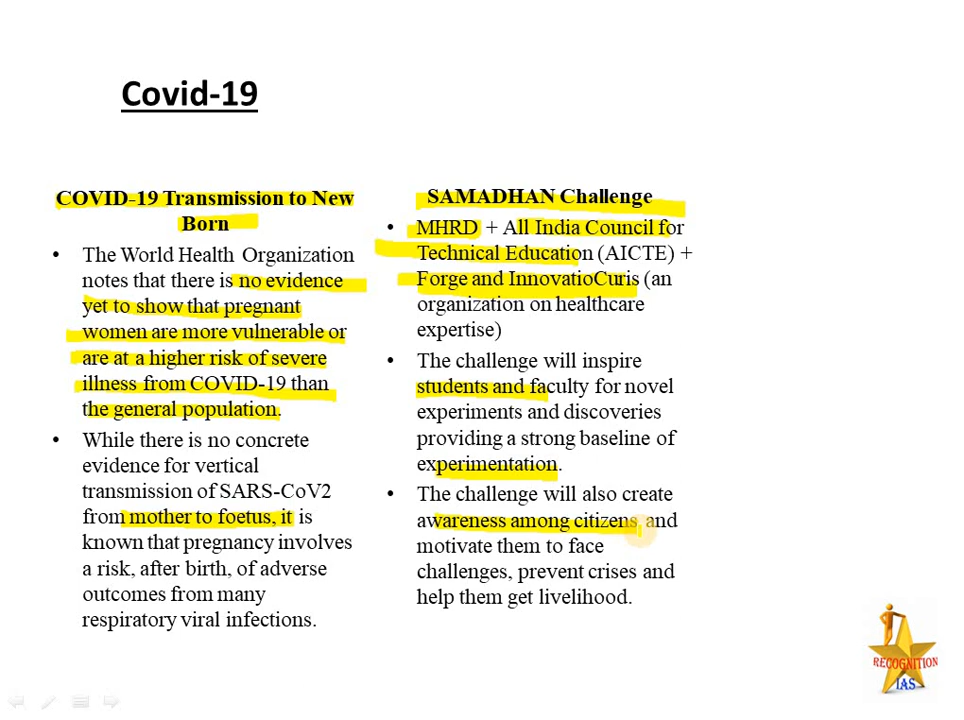 Covid-19
COVID-19 Transmission to New
Born
• The World Health Organization
notes that there is no evidence
yet to show that pregnant
women are more vulnerable or
are at a higher risk of severe
illness from COVID-19 than
the general population.
• While there is no concrete
evidence for vertical
transmission of SARS-CoV2
from mother to foetus, it is
known that pregnancy involves
a risk, after birth, of adverse
outcomes from many
respiratory viral infections.
SAMADHAN Challenge
• MHRD + All India Council for
Technical Education (AICTE) +
Forge and InnovatioCuris (an
organization on healthcare
expertise)
• The challenge will inspire
students and faculty for novel
experiments and discoveries
providing a strong baseline of
experimentation.
• The challenge will also create
awareness among citizens, and
motivate them to face
challenges, prevent crises and
help them get livelihood.
RECOGNITION
IAS